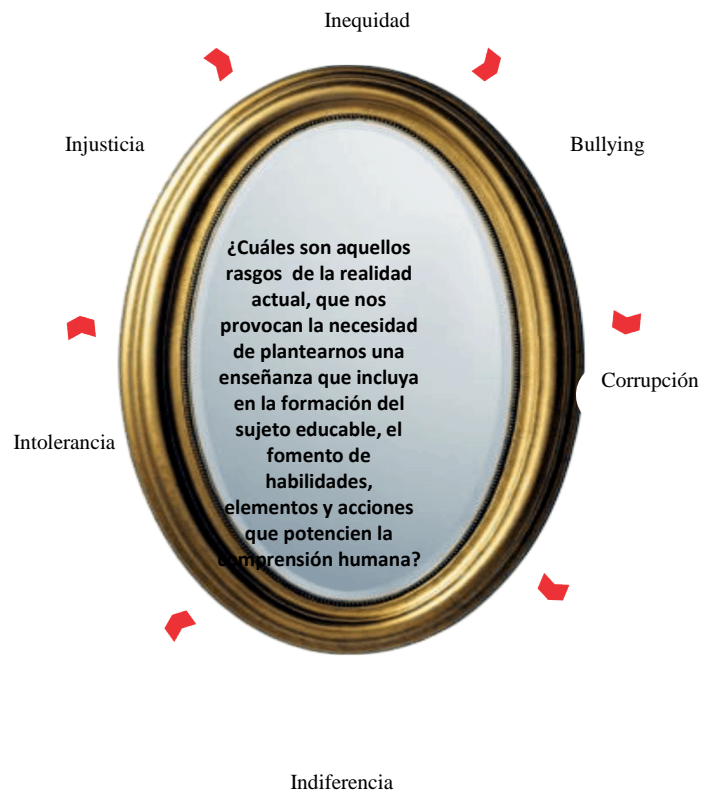 Inequidad
Injusticia
Bullying
¿Cuáles son aquellos
rasgos de la realidad
actual, que nos
provocan la necesidad
de plantearnos una
enseñanza que incluya
en la formación del
sujeto educable, el
fomento de
habilidades,
elementos y acciones
que potencien la
comprensión humana?
Corrupción
Intolerancia
Indiferencia